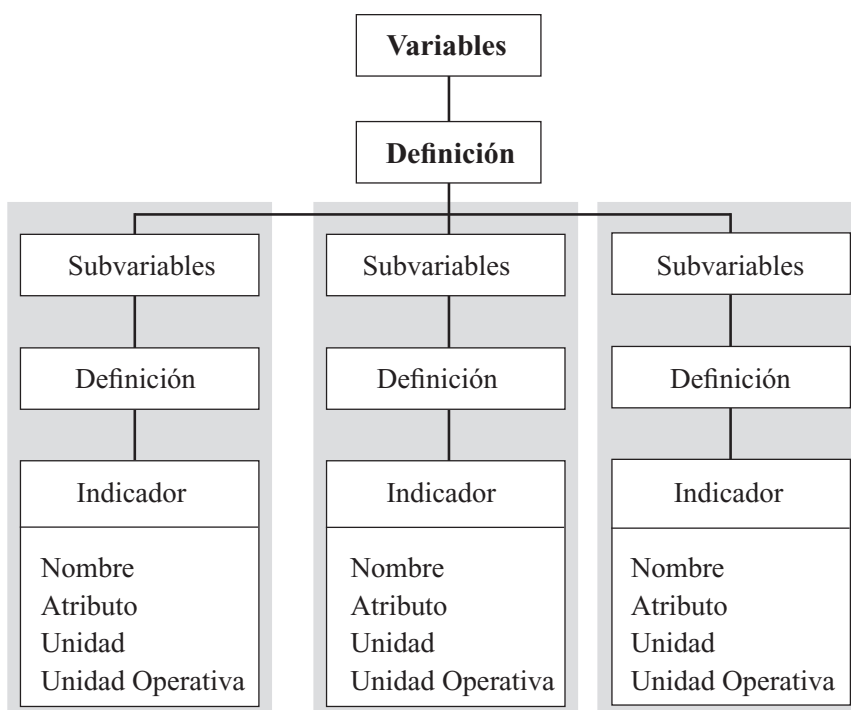 Variables
Definición
Subvariables
Subvariables
Subvariables
Definición
Definición
Definición
Indicador
Indicador
Indicador
Nombre
Atributo
Unidad
Unidad Operativa
Nombre
Atributo
Unidad
Unidad Operativa
Nombre
Atributo
Unidad
Unidad Operativa